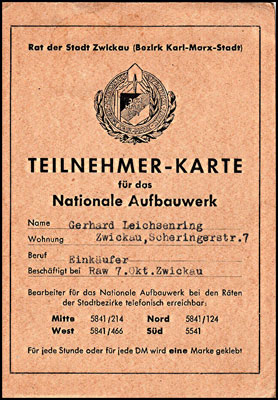 Rat der Stadt Zwickau (Bezirk Karl-Marx-Stadt)
TEILNEHMER-KARTE
für das
Nationale Aufbauwerk
Name Gerhard Leichsenring
Wohnung Zwickau,Scheringerstr.7
Beruf Einkäufer
Beschäftigt bei Raw 7.Okt.Zwickau
Bearbeiter für das Nationale Aufbauwerk bei den Räten
der Stadtbezirke telefonisch erreichbar:
Mitte 5841/214 Nord 5841/124
West 5841/466 Süd 5541
Für jede Stunde oder für jede DM wird eine Marke geklebt